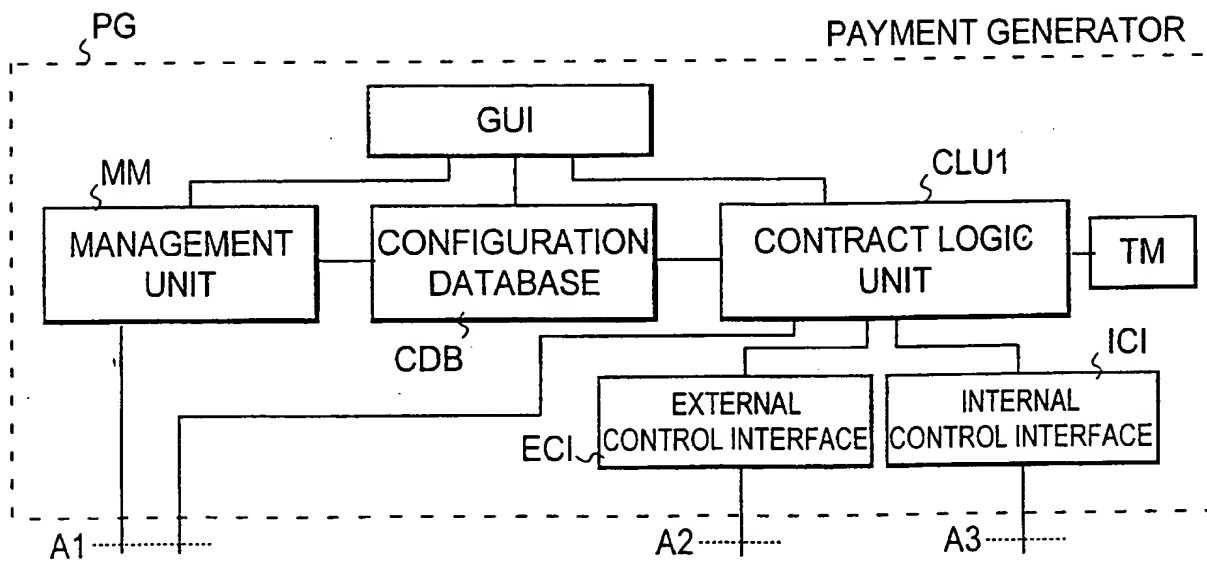 PG
PAYMENT GENERATOR
GUI
MM
CLU1
MANAGEMENT
UNIT
CONFIGURATION
DATABASE
CONTRACT LOGIC
UNIT
TM
CDB
ICI
EXTERNAL
CONTROL INTERFACE
INTERNAL
CONTROL INTERFACE
ECI
A1
A2
A3